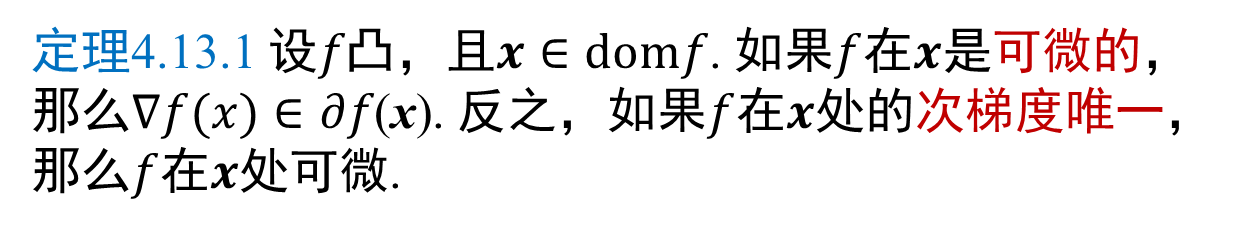 定理4.13.1 设f凸，且x ∈ domf. 如果f在x是可微的，
那么∇f(x) ∈ ∂f(x). 反之，如果f在x处的次梯度唯一，
那么f在x处可微.